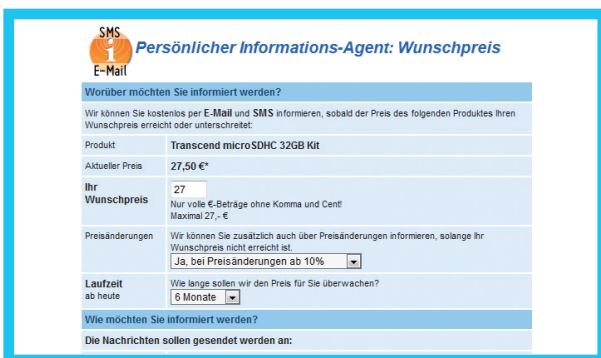 SMS
i
E-Mail
Persönlicher Informations-Agent: Wunschpreis
Worüber möchten Sie informiert werden?
Wir können Sie kostenlos per E-Mail und SMS informieren, sobald der Preis des folgenden Produktes Ihren
Wunschpreis erreicht oder unterschreitet:
Produkt Transcend microSDHC 32GB Kit
Aktueller Preis 27,50 €*
Ihr
Wunschpreis
27
Nur volle €-Beträge ohne Komma und Cent!
Maximal 27,- €
Preisänderungen Wir können Sie zusätzlich auch über Preisänderungen informieren, solange Ihr
Wunschpreis nicht erreicht ist.
Ja, bei Preisänderungen ab 10%
Laufzeit Wie lange sollen wir den Preis für Sie überwachen?
ab heute 6 Monate
Wie möchten Sie informiert werden?
Die Nachrichten sollen gesendet werden an: